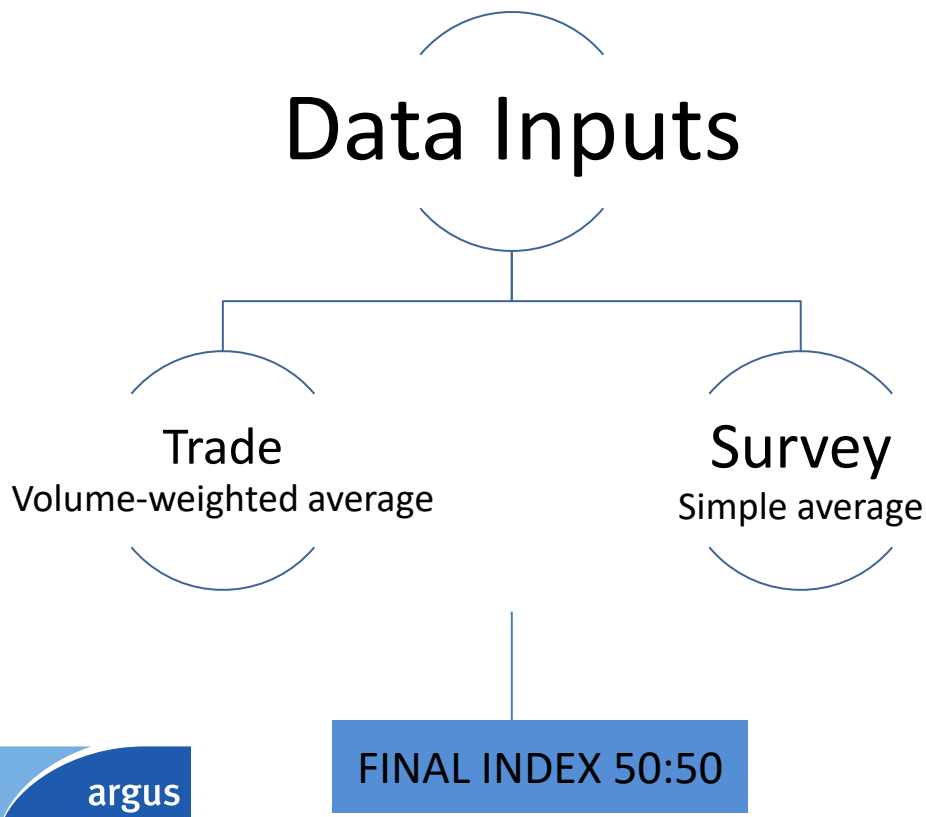 Data Inputs
Trade
Volume-weighted average
Survey
Simple average
FINAL INDEX 50:50
argus